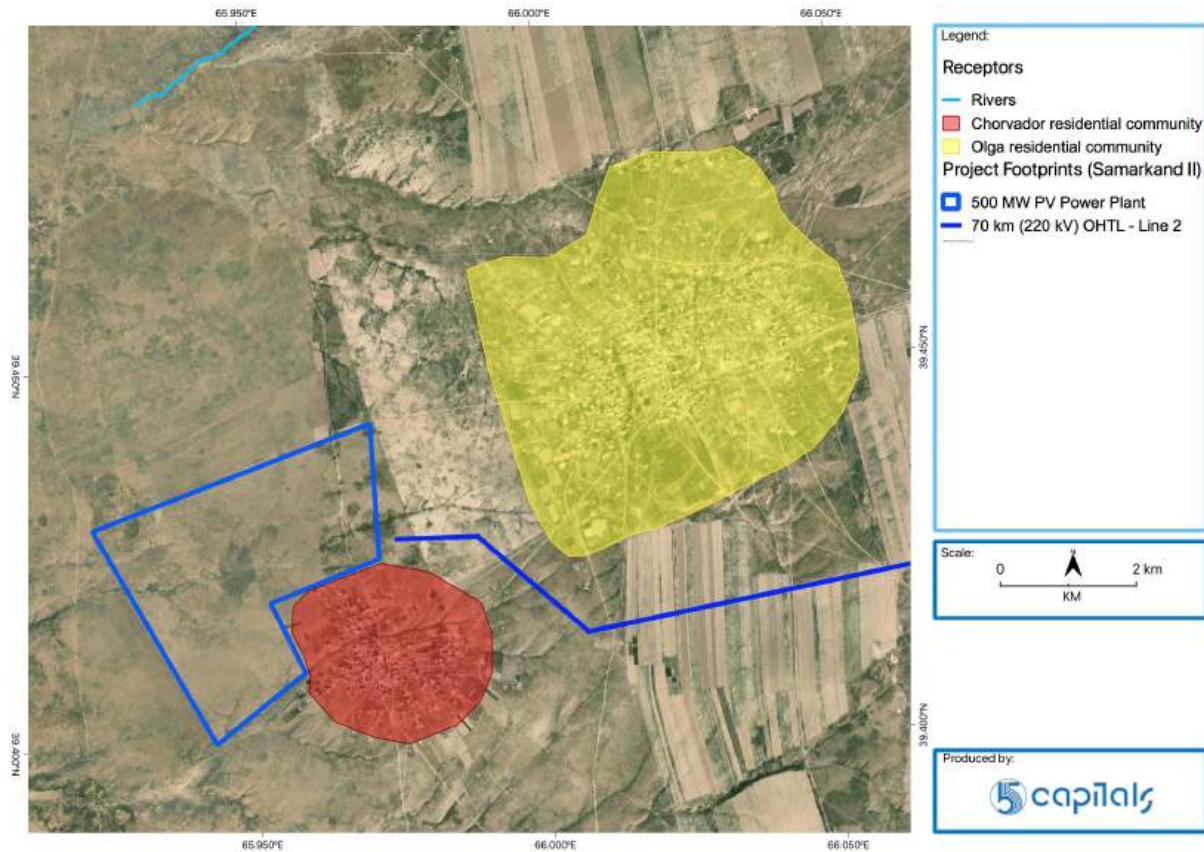 65.950°E 66.000°E 66.050°E
39.450°N
39.400°N
39.450°N
39.400°N
65.950°E 66.000°E 66.050°E
Legend:
Receptors
Rivers
Chorvador residential community
Olga residential community
Project Footprints (Samarkand II)
500 MW PV Power Plant
70 km (220 kV) OHTL - Line 2
Scale:
N
0 2 km
KM
Produced by:
5 capitals